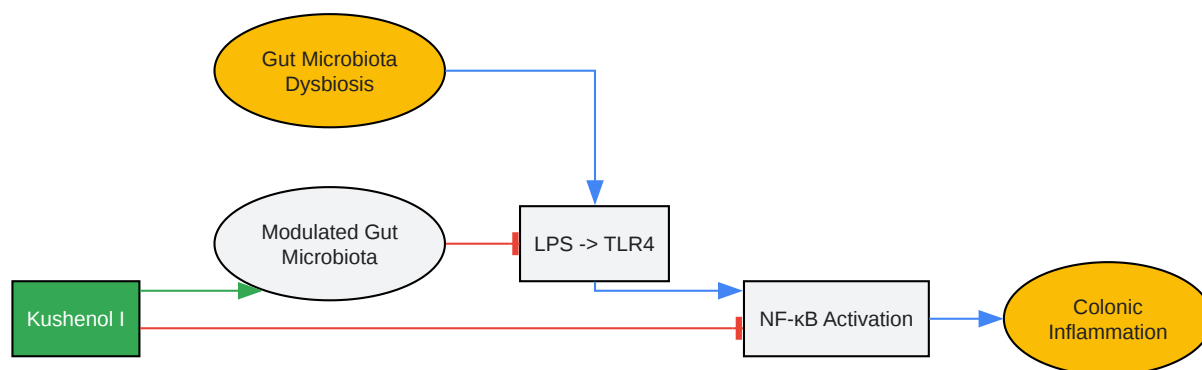 Gut Microbiota
Dysbiosis
Modulated Gut
Microbiota
LPS -> TLR4
Kushenol I
NF-κB Activation
Colonic
Inflammation